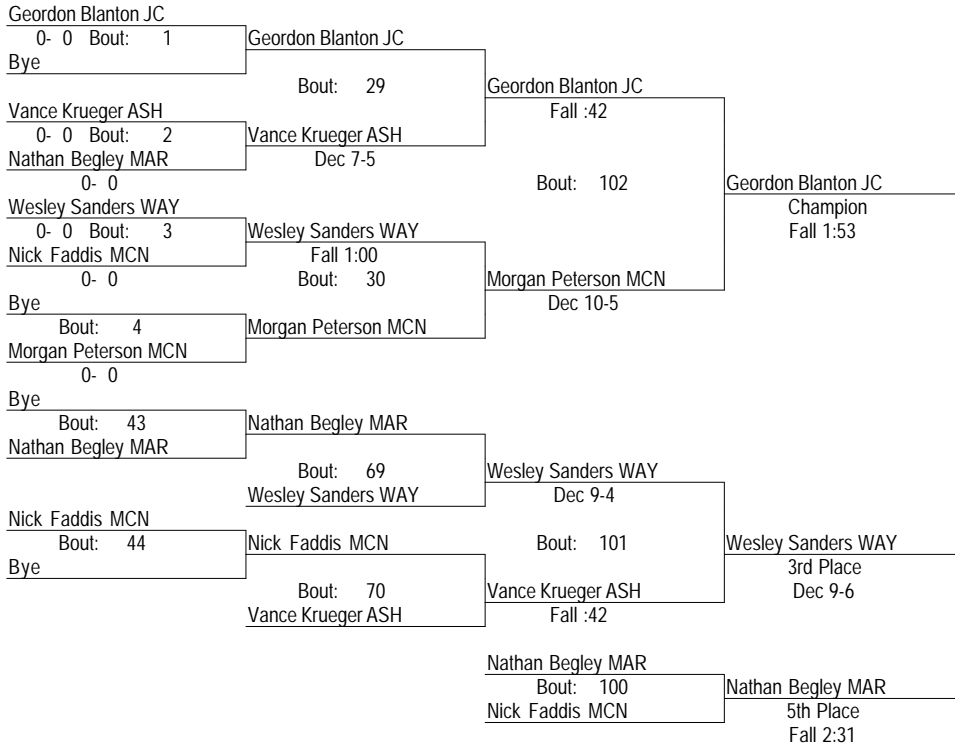 Geordon Blanton JC
0- 0 Bout: 1
Geordon Blanton JC
Bye
Bout: 29
Geordon Blanton JC
Vance Krueger ASH
Fall :42
0- 0 Bout: 2
Vance Krueger ASH
Nathan Begley MAR
Dec 7-5
0- 0
Bout: 102
Geordon Blanton JC
Wesley Sanders WAY
Champion
0- 0 Bout: 3
Wesley Sanders WAY
Fall 1:53
Nick Faddis MCN
Fall 1:00
0- 0
Bout: 30
Morgan Peterson MCN
Bye
Dec 10-5
Bout: 4
Morgan Peterson MCN
Morgan Peterson MCN
0- 0
Bye
Bout: 43
Nathan Begley MAR
Nathan Begley MAR
Bout: 69
Wesley Sanders WAY
Wesley Sanders WAY
Dec 9-4
Nick Faddis MCN
Bout: 44
Nick Faddis MCN
Bout: 101
Wesley Sanders WAY
Bye
3rd Place
Bout: 70
Vance Krueger ASH
Dec 9-6
Vance Krueger ASH
Fall :42
Nathan Begley MAR
Bout: 100
Nathan Begley MAR
Nick Faddis MCN
5th Place
Fall 2:31